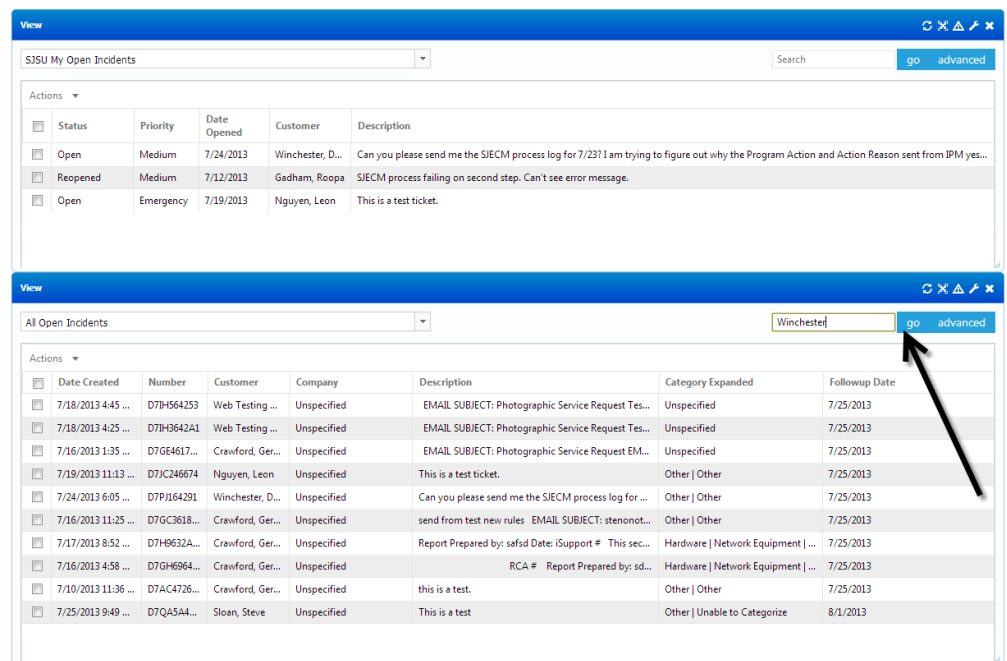 View
SJSU My Open Incidents Search go advanced
Actions
Status Priority Date Opened Customer Description
Open Medium 7/24/2013 Winchester, D... Can you please send me the SJECM process log for 7/23? I am trying to figure out why the Program Action and Action Reason sent from IPM yes...
Reopened Medium 7/12/2013 Gadham, Roopa SJECM process failing on second step. Can't see error message.
Open Emergency 7/19/2013 Nguyen, Leon This is a test ticket.
View
All Open Incidents Winchester go advanced
Actions
Date Created Number Customer Company Description Category Expanded Followup Date
7/18/2013 4:45 ... D7IH564253 Web Testing ... Unspecified EMAIL SUBJECT: Photographic Service Request Tes... Unspecified 7/25/2013
7/18/2013 4:25 ... D7IH3642A1 Web Testing ... Unspecified EMAIL SUBJECT: Photographic Service Request Tes... Unspecified 7/25/2013
7/16/2013 1:35 ... D7GE4617... Crawford, Ger... Unspecified EMAIL SUBJECT: Photographic Service Request EM... Unspecified 7/25/2013
7/19/2013 11:13 ... D7JC246674 Nguyen, Leon Unspecified This is a test ticket. Other | Other 7/25/2013
7/24/2013 6:05 ... D7PJ164291 Winchester, D... Unspecified Can you please send me the SJECM process log for ... Other | Other 7/25/2013
7/16/2013 11:25 ... D7GC3618... Crawford, Ger... Unspecified send from test new rules EMAIL SUBJECT: stenonot... Other | Other 7/25/2013
7/17/2013 8:52 ... D7H9632A... Crawford, Ger... Unspecified Report Prepared by: safsd Date: iSupport # This sec... Hardware | Network Equipment | ... 7/25/2013
7/16/2013 4:58 ... D7GH6964... Crawford, Ger... Unspecified RCA # Report Prepared by: sd... Hardware | Network Equipment | ... 7/25/2013
7/10/2013 11:36 ... D7AC4726... Crawford, Ger... Unspecified this is a test. Other | Other 7/25/2013
7/25/2013 9:49 ... D7QA5A4... Sloan, Steve Unspecified This is a test Other | Unable to Categorize 8/1/2013